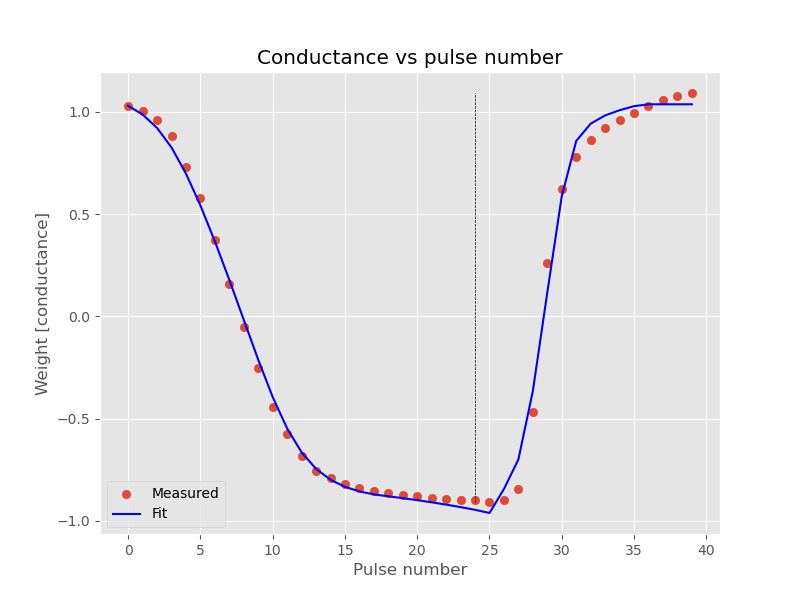 Conductance vs pulse number
Weight [conductance]
1.0
0.5
0.0
−0.5
−1.0
Measured
Fit
0 5 10 15 20 25 30 35 40
Pulse number